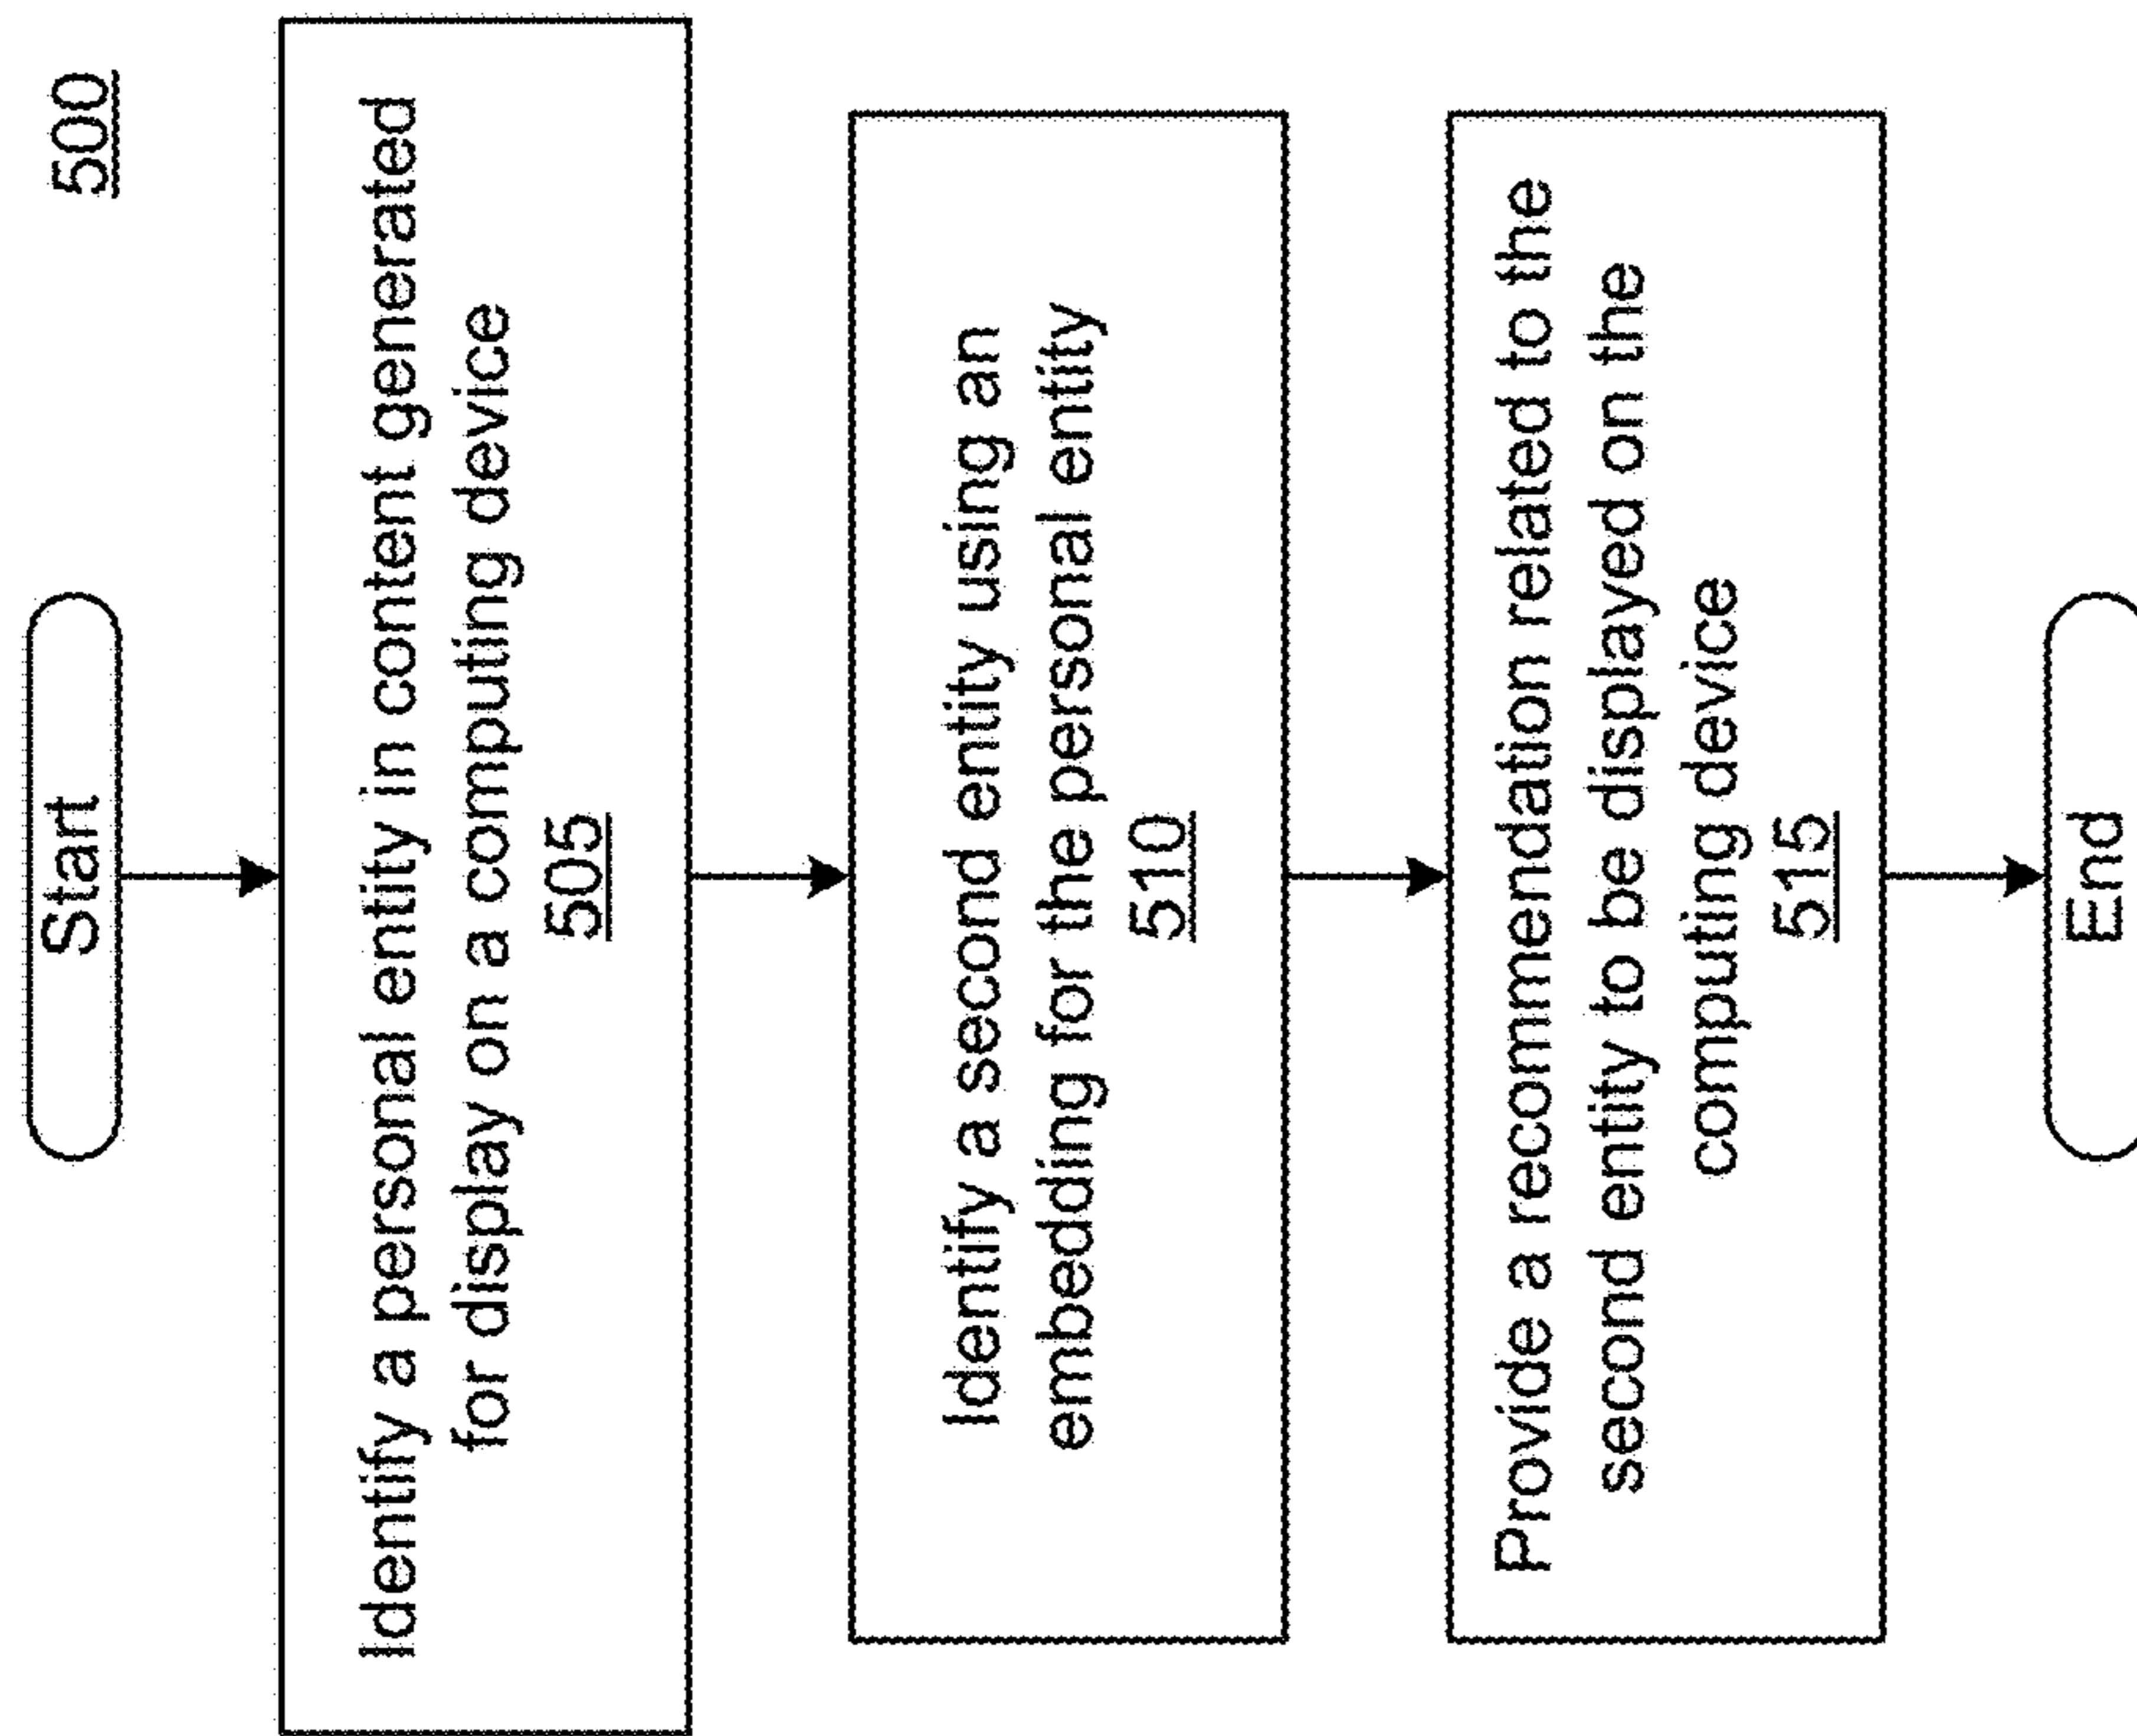 500
Start
Identify a personal entity in content generated
for display on a computing device
505
Identify a second entity using an
embedding for the personal entity
510
Provide a recommendation related to the
second entity to be displayed on the
computing device
515
End